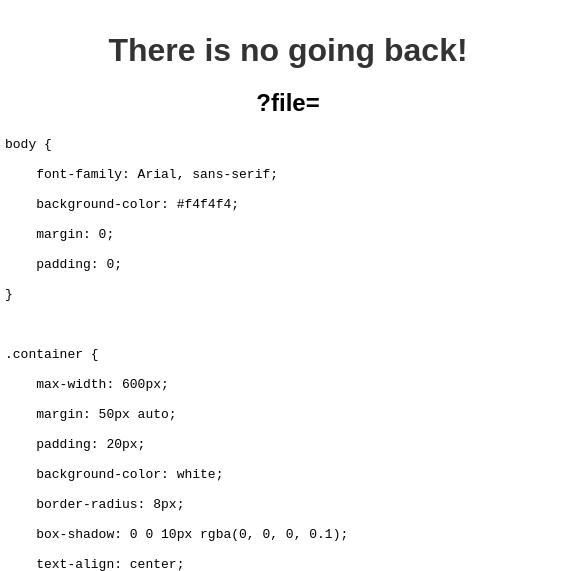 There is no going back!
?file=
body {
    font-family: Arial, sans-serif;
    background-color: #f4f4f4;
    margin: 0;
    padding: 0;
}
.container {
    max-width: 600px;
    margin: 50px auto;
    padding: 20px;
    background-color: white;
    border-radius: 8px;
    box-shadow: 0 0 10px rgba(0, 0, 0, 0.1);
    text-align: center;